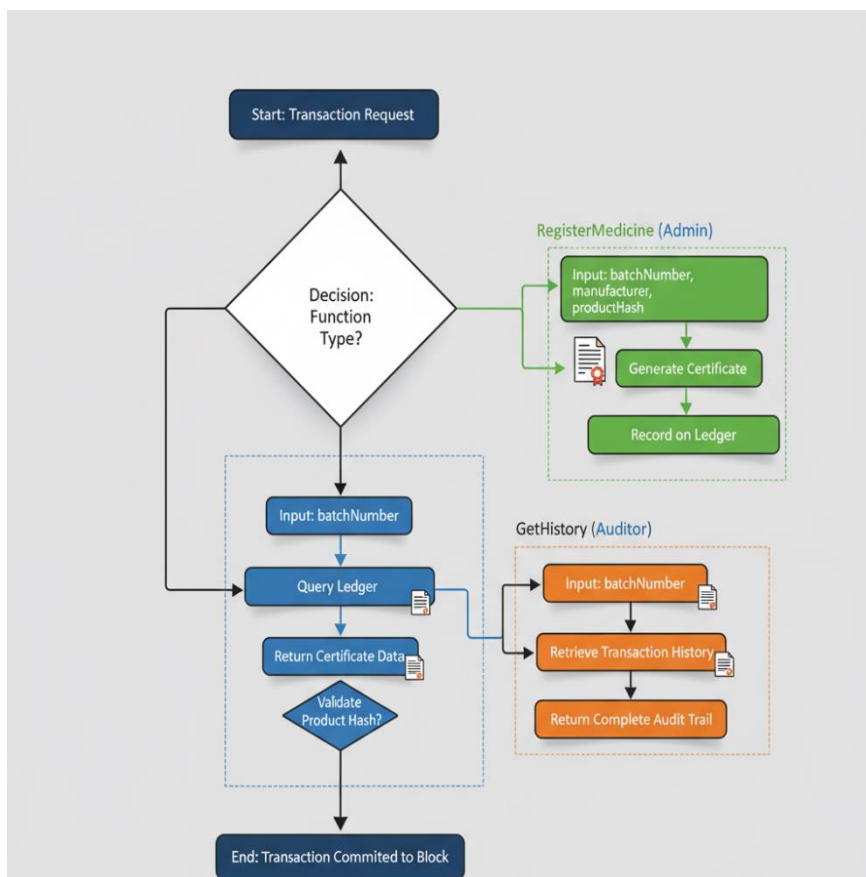 Start: Transaction Request
Decision:
Function
Type?
RegisterMedicine (Admin)
Input: batchNumber,
manufacturer,
productHash
Generate Certificate
Record on Ledger
Input: batchNumber
Query Ledger
Return Certificate Data
Validate
Product Hash?
GetHistory (Auditor)
Input: batchNumber
Retrieve Transaction History
Return Complete Audit Trail
End: Transaction Commited to Block